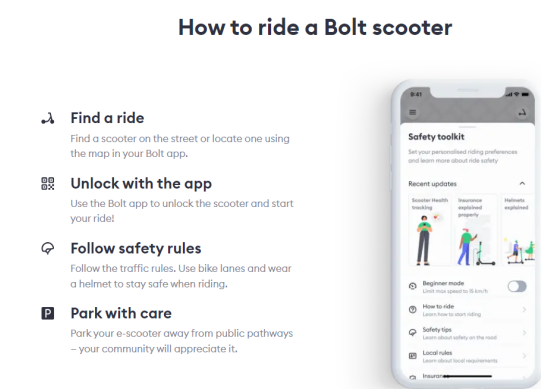 How to ride a Bolt scooter
Find a ride
Find a scooter on the street or locate one using
the map in your Bolt app.
Unlock with the app
Use the Bolt app to unlock the scooter and start
your ride!
Follow safety rules
Follow the traffic rules. Use bike lanes and wear
a helmet to stay safe when riding.
P
Park with care
Park your e-scooter away from public pathways
– your community will appreciate it.
9:41
Safety toolkit
Set your personalised riding preferences
and learn more about ride safety
Recent updates
Scooter Health
tracking
Insurance
explained
properly
Helmets
explained
Beginner mode
Limit max speed to 15 km/h
How to ride
Learn how to start riding
Safety tips
Learn about safety on the road
Local rules
Learn about local requirements